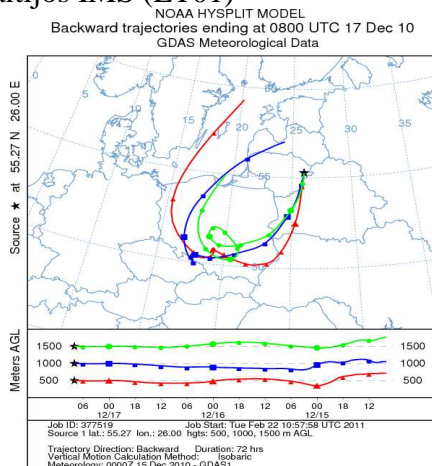 NOAA HYSPLIT MODEL
Backward trajectories ending at 0800 UTC 17 Dec 10
GDAS Meteorological Data
Source ★ at 55.27 N 26.00 E
0 5 10 15 20 25 30 35
55
Meters AGL
1500 1500
1000 1000
500 500
06 00 18 12 06 00 18 12 06 00 18 12
12/17 12/16 12/15
Job ID: 377519 Job Start: Tue Feb 22 10:57:58 UTC 2011
Source 1 lat.: 55.27 lon.: 26.00 hgts: 500, 1000, 1500 m AGL
Trajectory Direction: Backward Duration: 72 hrs
Vertical Motion Calculation Method: Isobaric
Meteorology: 0000Z 15 Dec 2010 - GDAS1